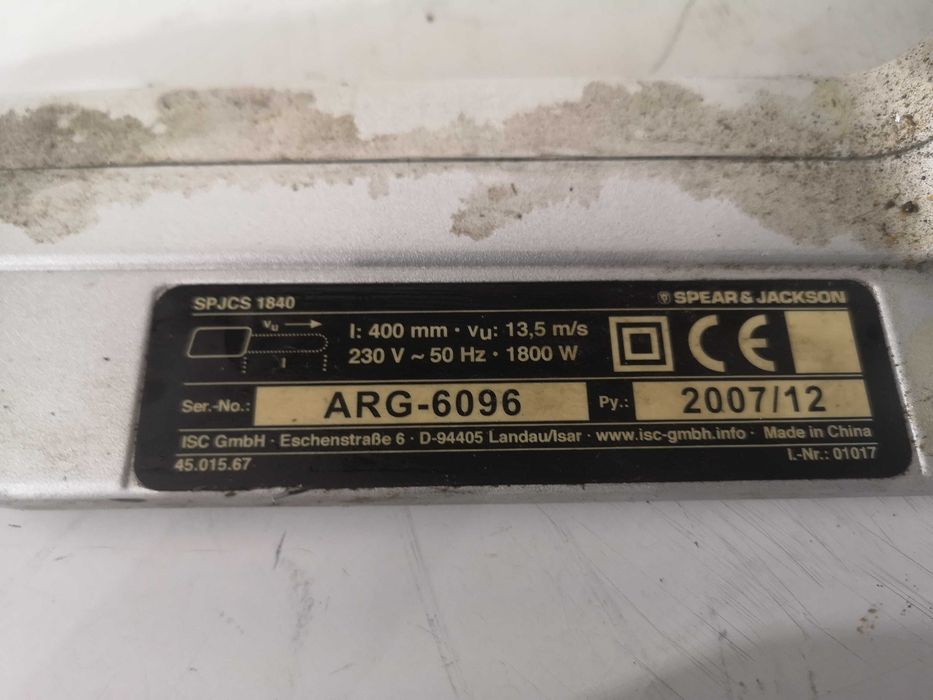 SPJCS 1840
SPEAR & JACKSON
vu
l
l: 400 mm · vu: 13,5 m/s
230 V ~ 50 Hz · 1800 W
CE
Ser.-No.: ARG-6096 Py.: 2007/12
ISC GmbH · Eschenstraße 6 · D-94405 Landau/Isar · www.isc-gmbh.info · Made in China
45.015.67
I.-Nr.: 01017